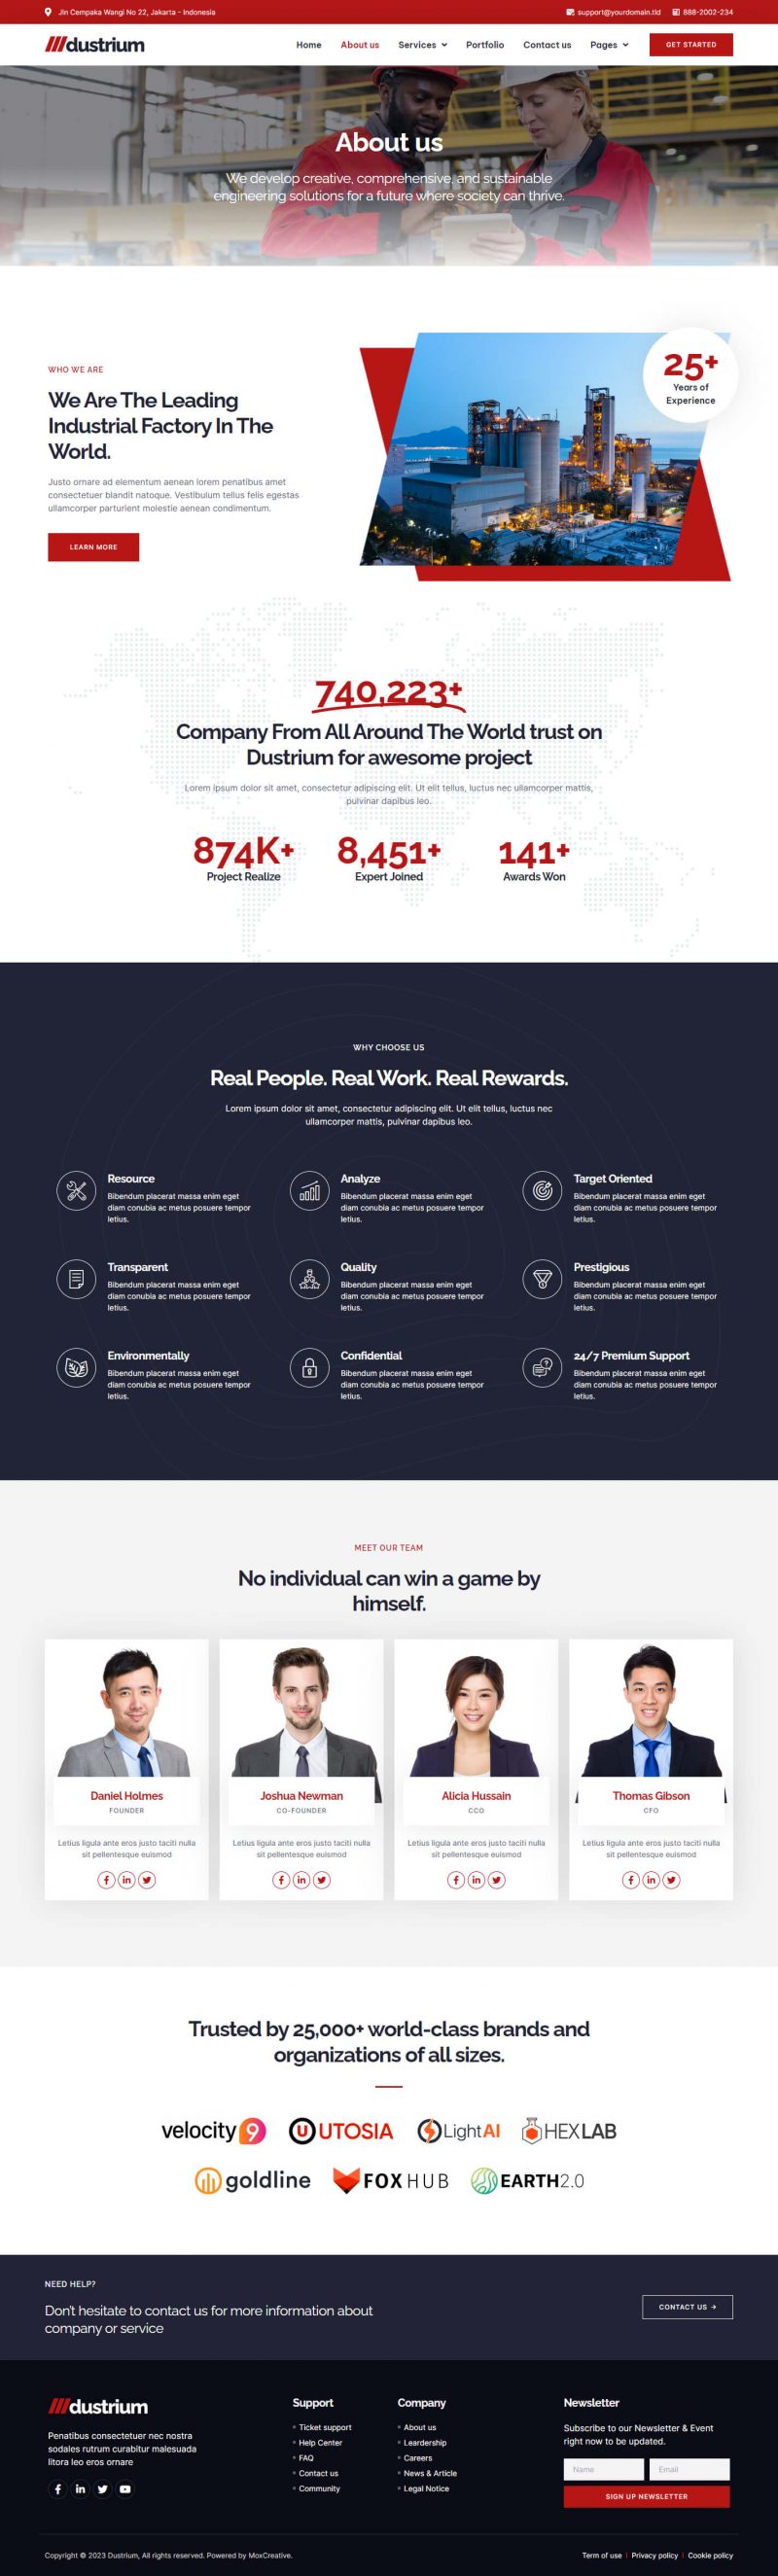 Jln Cempaka Wangi No 22, Jakarta - Indonesia
support@yourdomain.tld
888-2002-234
dustrium
Home
About us
Services
Portfolio
Contact us
Pages
GET STARTED
About us
We develop creative, comprehensive, and sustainable
engineering solutions for a future where society can thrive.
25+
Years of
Experience
WHO WE ARE
We Are The Leading
Industrial Factory In The
World.
Justo ornare ad elementum aenean lorem penatibus amet
consectetuer blandit natoque. Vestibulum tellus felis egestas
ullamcorper parturient molestie aenean condimentum.
LEARN MORE
740,223+
Company From All Around The World trust on
Dustrium for awesome project
Lorem ipsum dolor sit amet, consectetur adipiscing elit. Ut elit tellus, luctus nec ullamcorper mattis,
pulvinar dapibus leo.
874K+
Project Realize
8,451+
Expert Joined
141+
Awards Won
WHY CHOOSE US
Real People. Real Work. Real Rewards.
Lorem ipsum dolor sit amet, consectetur adipiscing elit. Ut elit tellus, luctus nec
ullamcorper mattis, pulvinar dapibus leo.
Resource
Bibendum placerat massa enim eget
diam conubia ac metus posuere tempor
letius.
Analyze
Bibendum placerat massa enim eget
diam conubia ac metus posuere tempor
letius.
Target Oriented
Bibendum placerat massa enim eget
diam conubia ac metus posuere tempor
letius.
Transparent
Bibendum placerat massa enim eget
diam conubia ac metus posuere tempor
letius.
Quality
Bibendum placerat massa enim eget
diam conubia ac metus posuere tempor
letius.
Prestigious
Bibendum placerat massa enim eget
diam conubia ac metus posuere tempor
letius.
Environmentally
Bibendum placerat massa enim eget
diam conubia ac metus posuere tempor
letius.
Confidential
Bibendum placerat massa enim eget
diam conubia ac metus posuere tempor
letius.
24/7 Premium Support
Bibendum placerat massa enim eget
diam conubia ac metus posuere tempor
letius.
MEET OUR TEAM
No individual can win a game by
himself.
Daniel Holmes
FOUNDER
Letius ligula ante eros justo taciti nulla
sit pellentesque euismod
Joshua Newman
CO-FOUNDER
Letius ligula ante eros justo taciti nulla
sit pellentesque euismod
Alicia Hussain
CCO
Letius ligula ante eros justo taciti nulla
sit pellentesque euismod
Thomas Gibson
CFO
Letius ligula ante eros justo taciti nulla
sit pellentesque euismod
Trusted by 25,000+ world-class brands and
organizations of all sizes.
velocity 9
UTOSIA
LightAI
HEXLAB
goldline
FOXHUB
EARTH2.0
NEED HELP?
Don't hesitate to contact us for more information about
company or service
CONTACT US →
dustrium
Penatibus consectetuer nec nostra
sodales rutrum curabitur malesuada
litora leo eros ornare
Support
Ticket support
Help Center
FAQ
Contact us
Community
Company
About us
Leardership
Careers
News & Article
Legal Notice
Newsletter
Subscribe to our Newsletter & Event
right now to be updated.
Name
Email
SIGN UP NEWSLETTER
Copyright © 2023 Dustrium, All rights reserved. Powered by MoxCreative.
Term of use
Privacy policy
Cookie policy